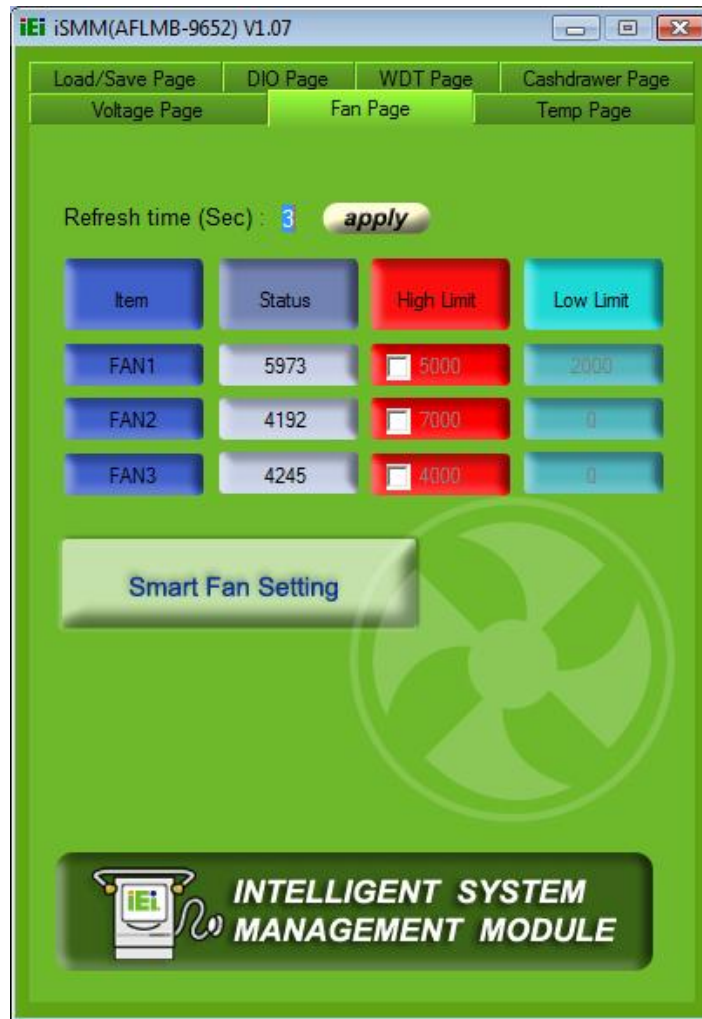 iEi iSMM(AFLMB-9652) V1.07
Load/Save Page DIO Page WDT Page Cashdrawer Page
Voltage Page Fan Page Temp Page
Refresh time (Sec) : 3 apply
Item Status High Limit Low Limit
FAN1 5973 5000 2000
FAN2 4192 7000 0
FAN3 4245 4000 0
Smart Fan Setting
iEi INTELLIGENT SYSTEM
MANAGEMENT MODULE